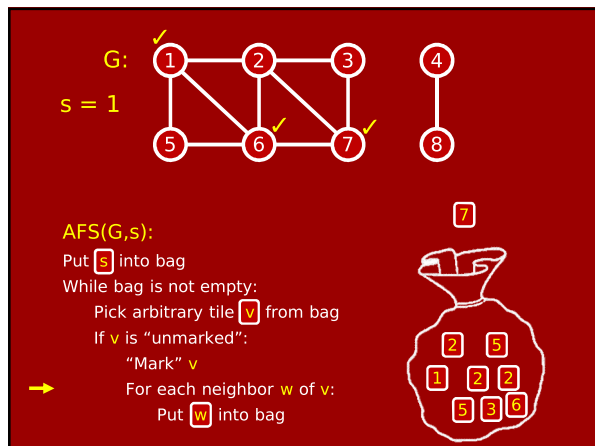 ✓
G: 1 2 3 4
s = 1
✓ ✓
5 6 7 8
7
AFS(G,s):
Put s into bag
While bag is not empty:
Pick arbitrary tile v from bag
If v is “unmarked”:
“Mark” v
For each neighbor w of v:
Put w into bag
2 5
1 2 2
5 3 6